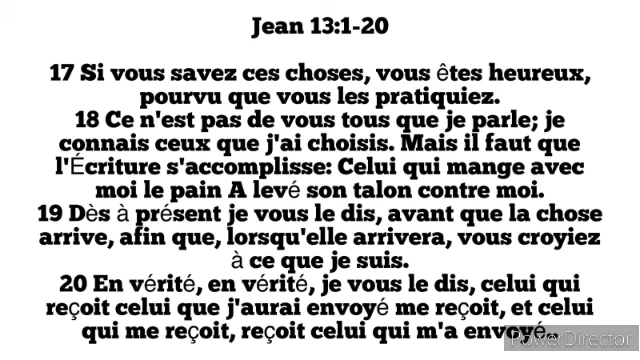 Jean 13:1-20
17 Si vous savez ces choses, vous êtes heureux,
pourvu que vous les pratiquiez.
18 Ce n'est pas de vous tous que je parle; je
connais ceux que j'ai choisis. Mais il faut que
l'Écriture s'accomplisse: Celui qui mange avec
moi le pain A levé son talon contre moi.
19 Dès à présent je vous le dis, avant que la chose
arrive, afin que, lorsqu'elle arrivera, vous croyiez
à ce que je suis.
20 En vérité, en vérité, je vous le dis, celui qui
reçoit celui que j'aurai envoyé me reçoit, et celui
qui me reçoit, reçoit celui qui m'a envoyé..
PowerDirector